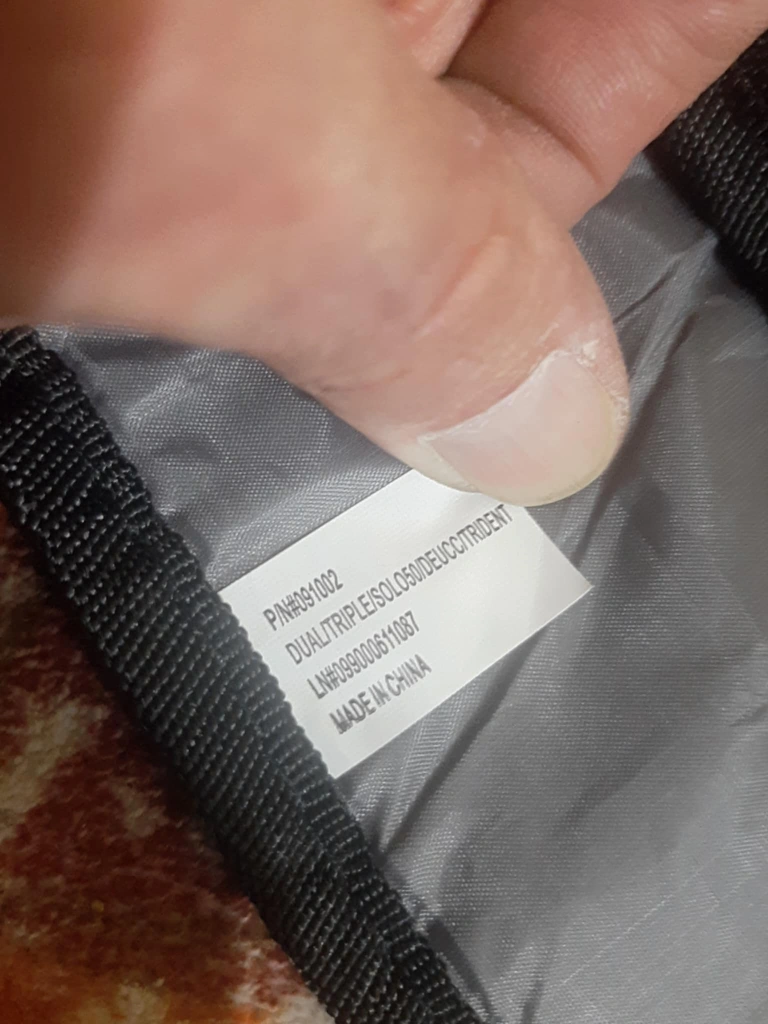 P/N#091002
DUAL/TRIPLE/SOLO50/DEUCC/TRIDENT
LN#099000611087
MADE IN CHINA